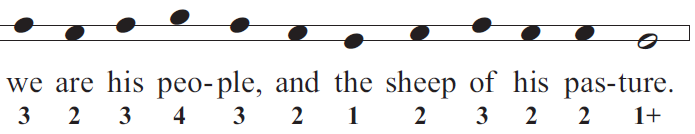 we are his peo-ple, and the sheep of his pas-ture.
3 2 3 4 3 2 1 2 3 2 2 1+